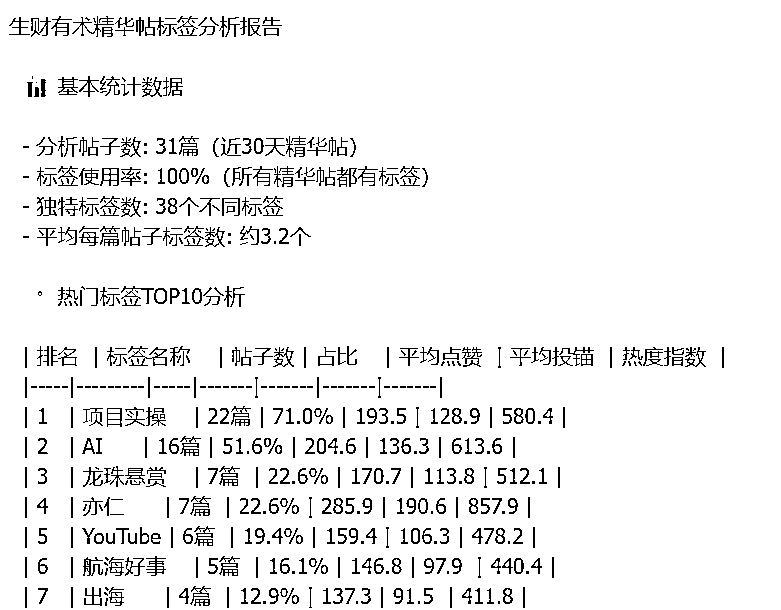 生财有术精华帖标签分析报告
基本统计数据
- 分析帖子数: 31篇（近30天精华帖）
- 标签使用率: 100%（所有精华帖都有标签）
- 独特标签数: 38个不同标签
- 平均每篇帖子标签数: 约3.2个
热门标签TOP10分析
| 排名 | 标签名称 | 帖子数 | 占比 | 平均点赞 | 平均投锚 | 热度指数 |
|-----|---------|-----|-------|-------|-------|-------|
| 1 | 项目实操 | 22篇 | 71.0% | 193.5 | 128.9 | 580.4 |
| 2 | AI | 16篇 | 51.6% | 204.6 | 136.3 | 613.6 |
| 3 | 龙珠悬赏 | 7篇 | 22.6% | 170.7 | 113.8 | 512.1 |
| 4 | 亦仁 | 7篇 | 22.6% | 285.9 | 190.6 | 857.9 |
| 5 | YouTube | 6篇 | 19.4% | 159.4 | 106.3 | 478.2 |
| 6 | 航海好事 | 5篇 | 16.1% | 146.8 | 97.9 | 440.4 |
| 7 | 出海 | 4篇 | 12.9% | 137.3 | 91.5 | 411.8 |